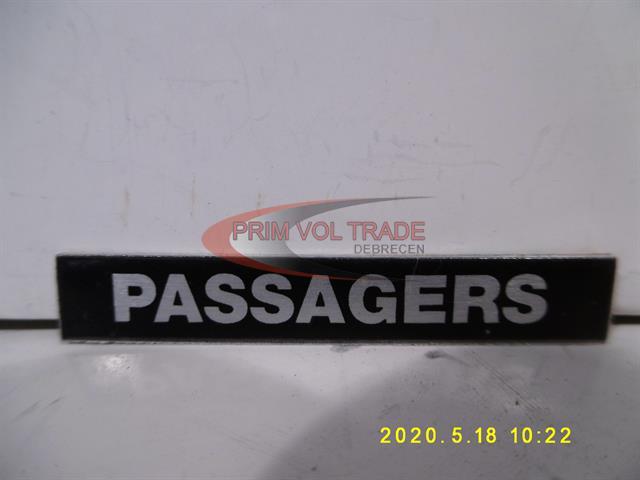 PRIM VOL TRADE
DEBRECEN
PASSAGERS
2020.5.18 10:22